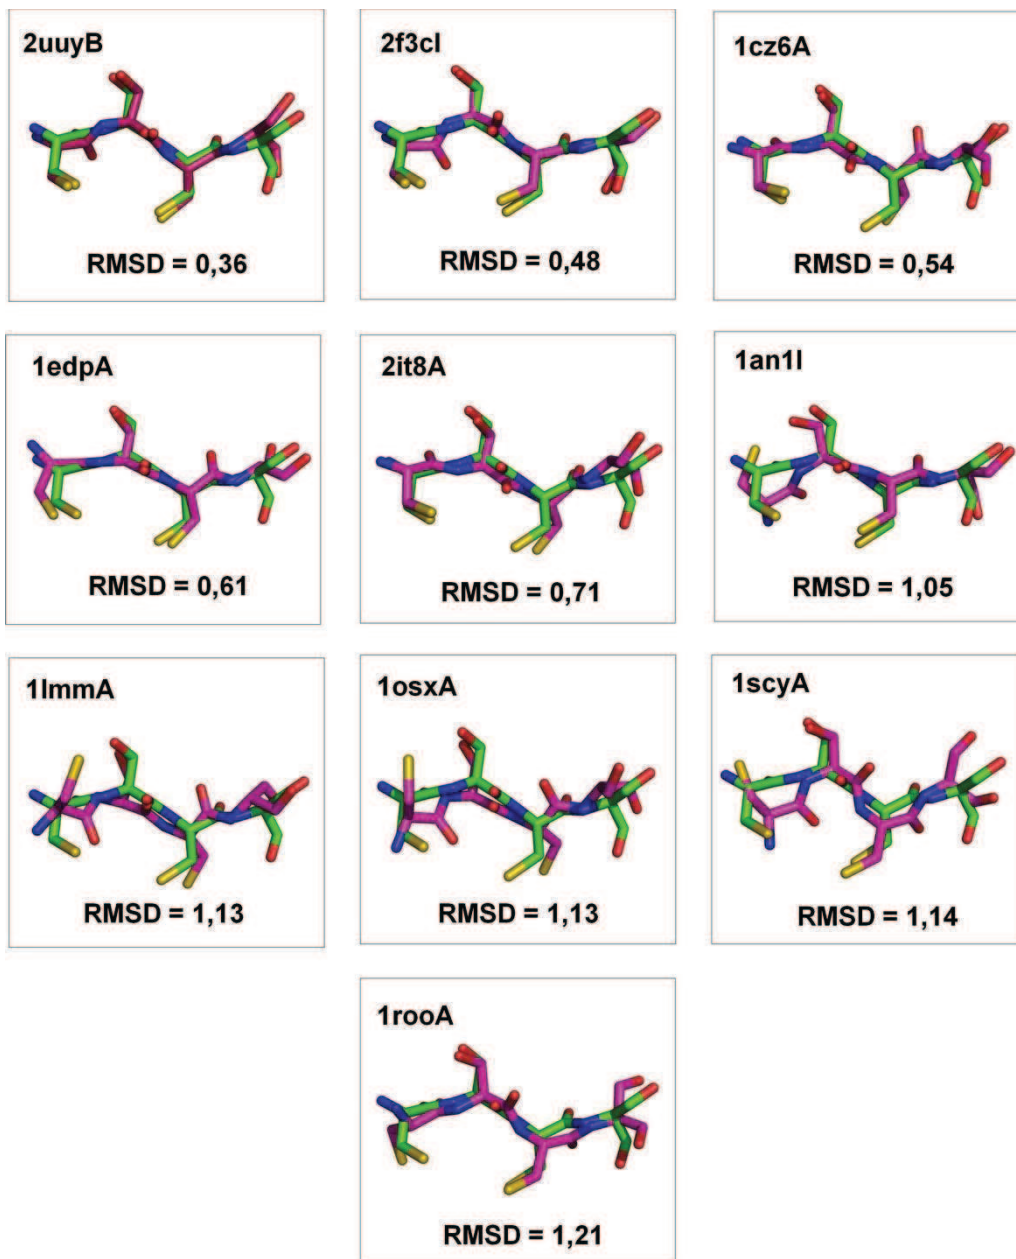 2uuyB
2f3cI
1cz6A
RMSD = 0,36
RMSD = 0,48
RMSD = 0,54
1edpA
2it8A
1an1I
RMSD = 0,61
RMSD = 0,71
RMSD = 1,05
1lmmA
1osxA
1scyA
RMSD = 1,13
RMSD = 1,13
RMSD = 1,14
1rooA
RMSD = 1,21